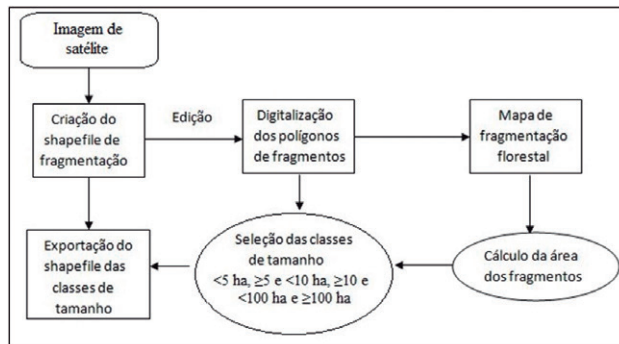 Imagem de
satélite
Criação do
shapefile de
fragmentação
Edição
Digitalização
dos polígonos
de fragmentos
Mapa de
fragmentação
florestal
Exportação do
shapefile das
classes de
tamanho
Seleção das classes
de tamanho
<5 ha, ≥5 e <10 ha, ≥10 e
<100 ha e ≥100 ha
Cálculo da área
dos fragmentos